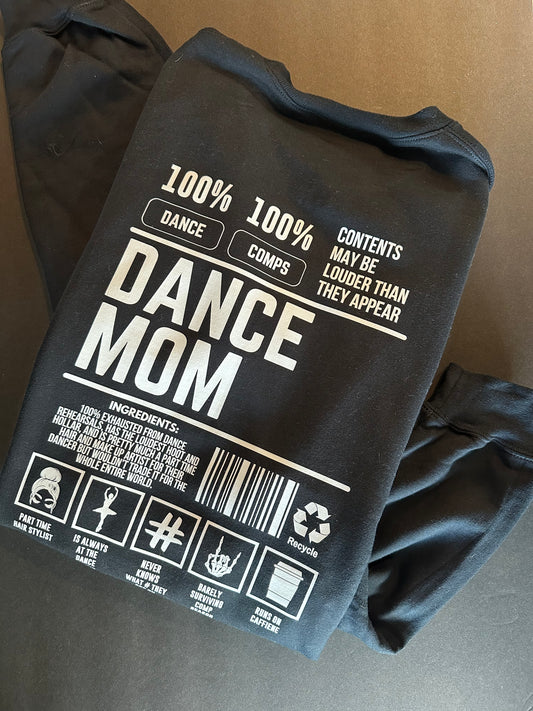 100%
DANCE
100%
COMPS
CONTENTS
MAY BE
LOUDER THAN
THEY APPEAR
DANCE
MOM
INGREDIENTS:
100% EXHAUSTED FROM DANCE
REHEARSALS, HAS THE LOUDEST HOOT AND
HOLLAR, AND IS PRETTY MUCH A PART TIME
HAIR AND MAKE UP ARTIST FOR THEIR
DANCER BUT WOULDN'T TRADE IT FOR THE
WHOLE ENTIRE WORLD.
Recycle
PART TIME
HAIR STYLIST
IS ALWAYS
AT THE
DANCE
#
NEVER
KNOWS
WHAT # THEY
BARELY
SURVIVING
COMP
RUNS ON
CAFFIENE